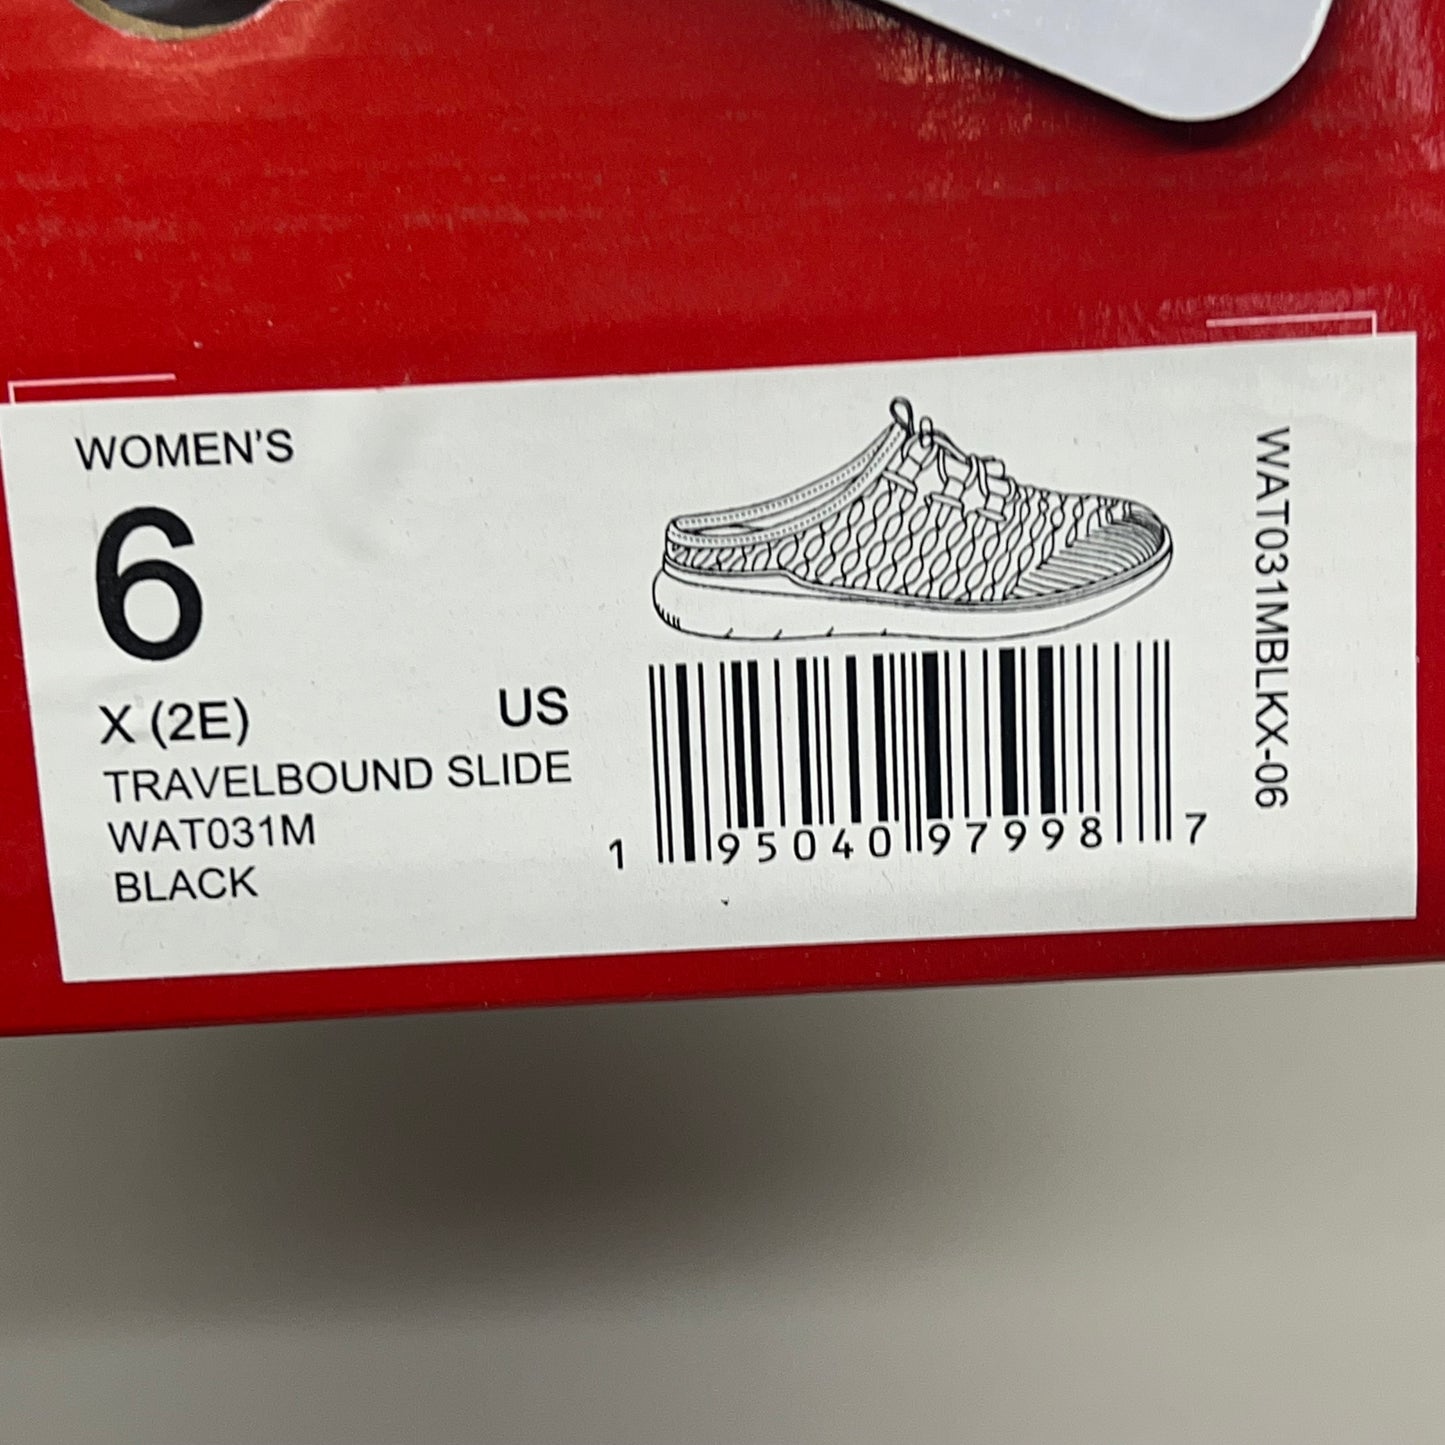 WOMEN'S
6
X (2E) US
TRAVELBOUND SLIDE
WAT031M
BLACK
1 95040 97998 7
WAT031MBLKX-06